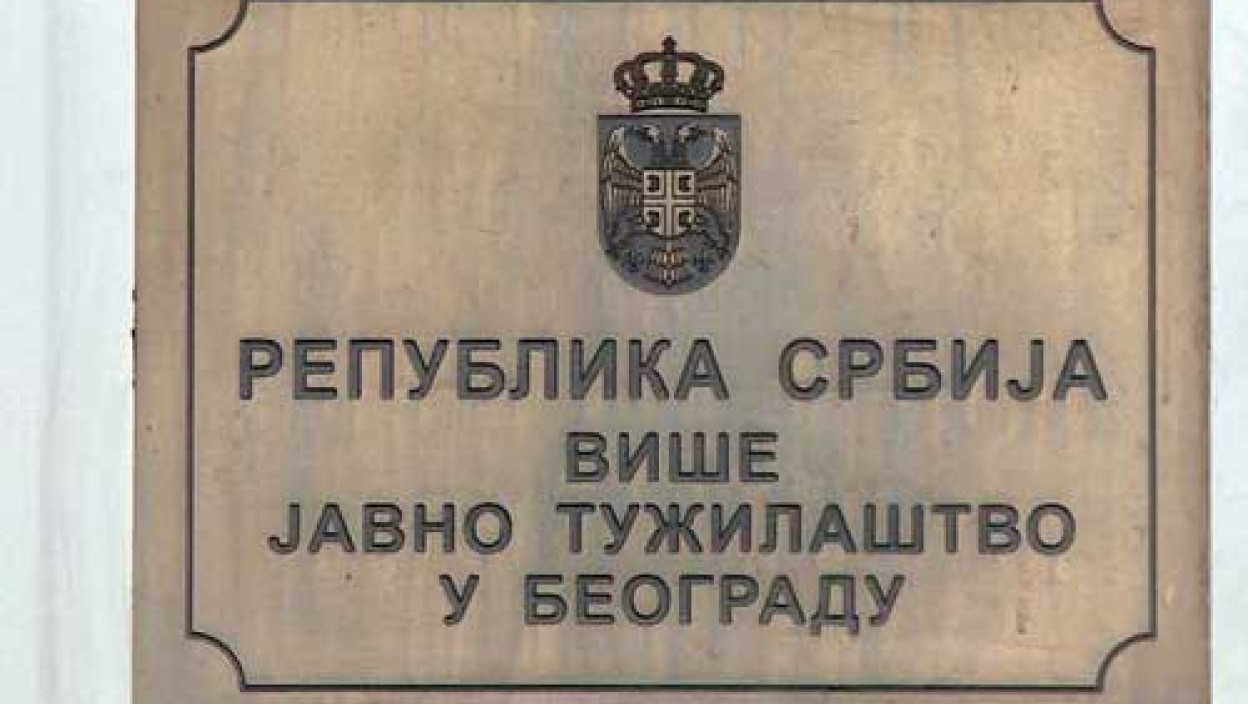 РЕПУБЛИКА СРБИЈА
ВИШЕ
ЈАВНО ТУЖИЛАШТВО
У БЕОГРАДУ